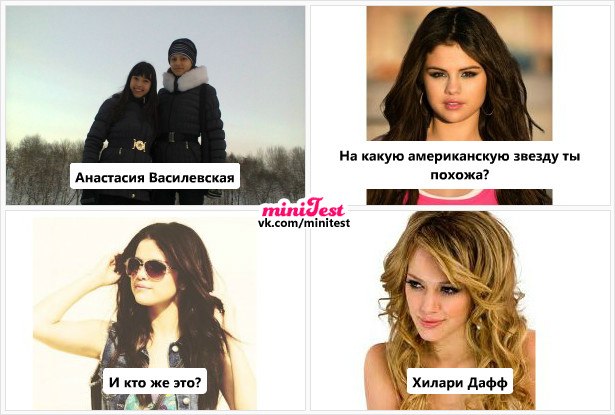 Анастасия Василевская
На какую американскую звезду ты
похожа?
miniTest
vk.com/minitest
И кто же это?
Хилари Дафф